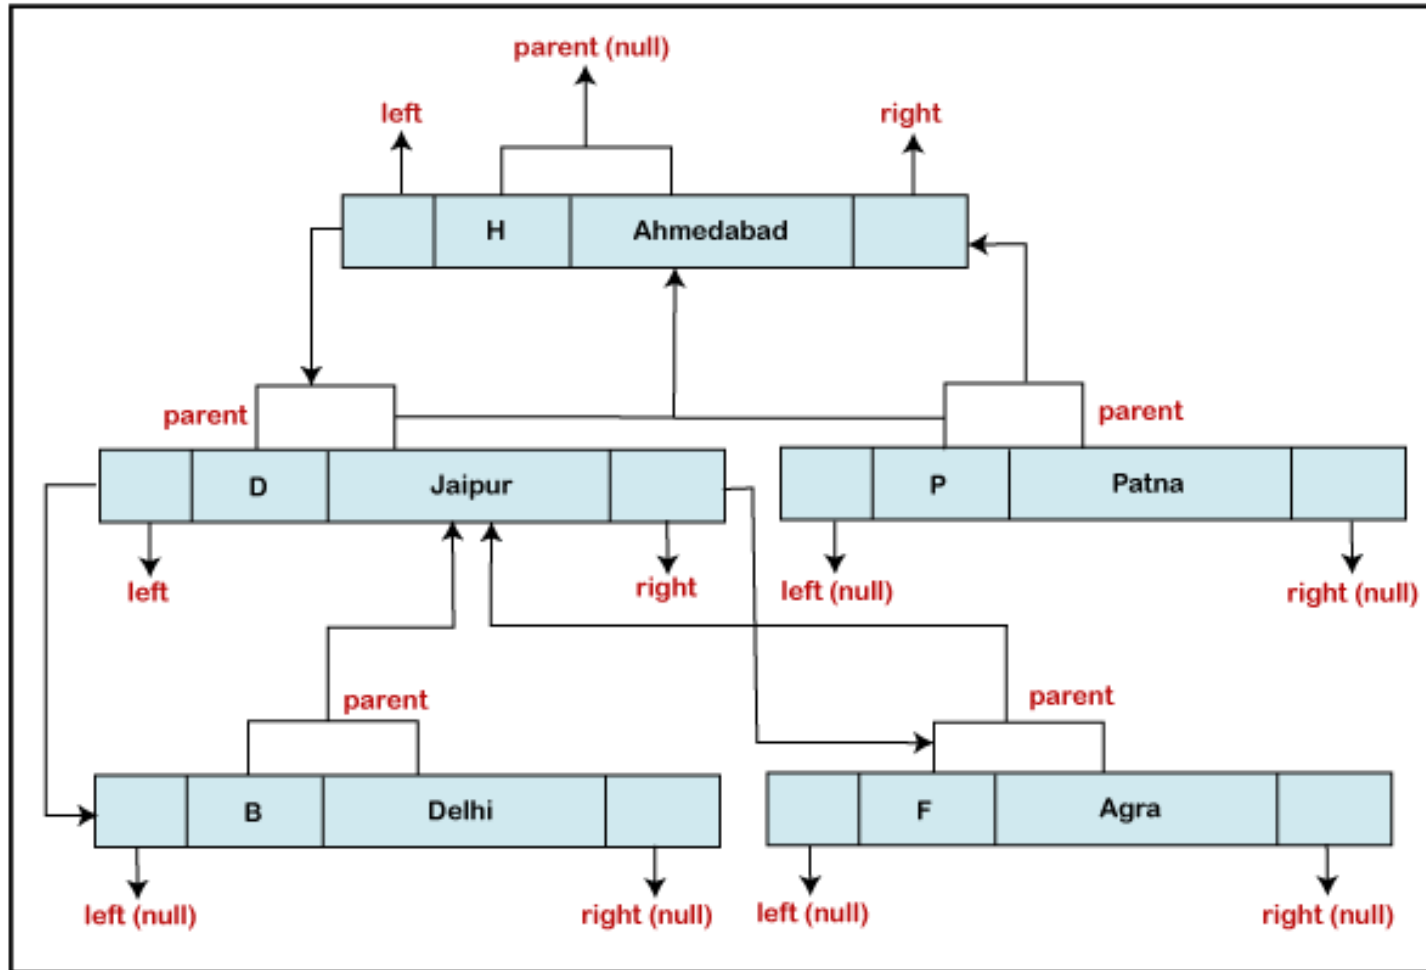 parent (null)
left right
H Ahmedabad
parent parent
D Jaipur P Patna
left right left (null) right (null)
parent parent
B Delhi F Agra
left (null) right (null) left (null) right (null)